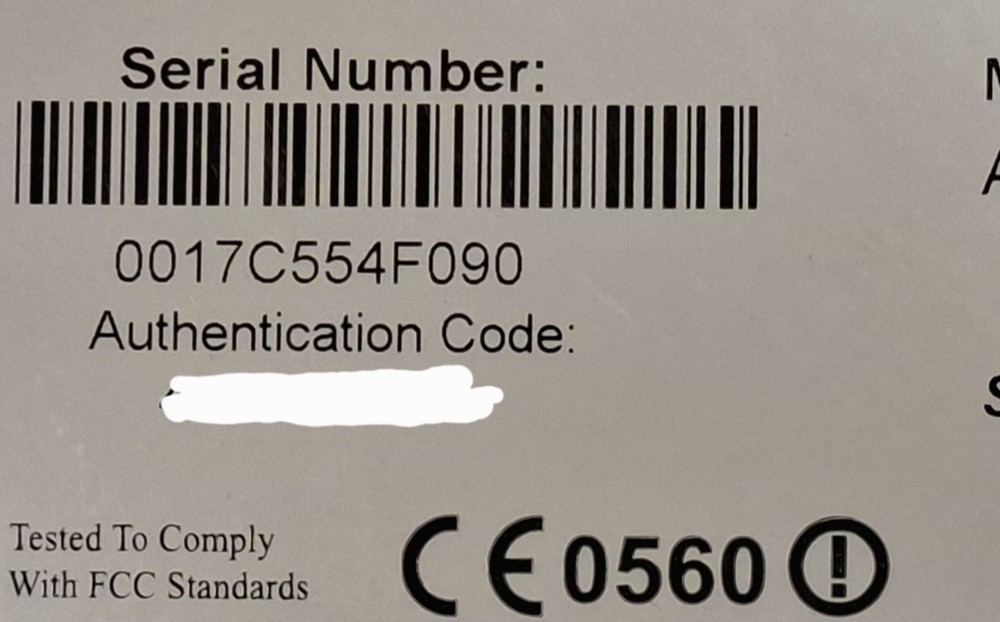 Serial Number:
0017C554F090
Authentication Code:
Tested To Comply
With FCC Standards
CE 0560